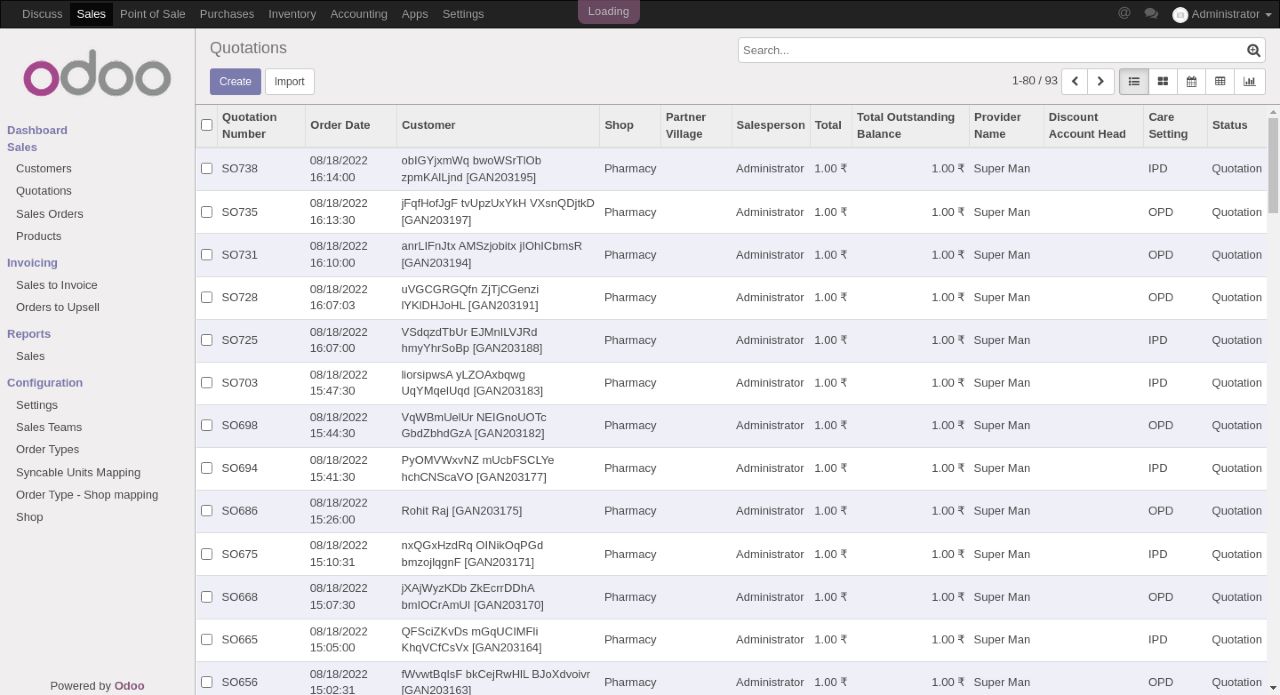 Discuss Sales Point of Sale Purchases Inventory Accounting Apps Settings Loading @ Administrator
odoo
Quotations Search...
Create Import 1-80 / 93
Dashboard
Sales
Customers
Quotations
Sales Orders
Products
Invoicing
Sales to Invoice
Orders to Upsell
Reports
Sales
Configuration
Settings
Sales Teams
Order Types
Syncable Units Mapping
Order Type - Shop mapping
Shop
Powered by Odoo
Quotation Number Order Date Customer Shop Partner Village Salesperson Total Total Outstanding Balance Provider Name Discount Account Head Care Setting Status
SO738 08/18/2022 16:14:00 obIGYjxmWq bwoWSrTlOb zpmKAlLjnd [GAN203195] Pharmacy Administrator 1.00 ₹ 1.00 ₹ Super Man IPD Quotation
SO735 08/18/2022 16:13:30 jFqfHofJgF tvUpzUxYkH VXsnQDjtkD [GAN203197] Pharmacy Administrator 1.00 ₹ 1.00 ₹ Super Man OPD Quotation
SO731 08/18/2022 16:10:00 anrLIFnJtx AMSzjobitx jIOhICbmsR [GAN203194] Pharmacy Administrator 1.00 ₹ 1.00 ₹ Super Man OPD Quotation
SO728 08/18/2022 16:07:03 uVGCGRGQfn ZjTjCGenzi lYKlDHJoHL [GAN203191] Pharmacy Administrator 1.00 ₹ 1.00 ₹ Super Man OPD Quotation
SO725 08/18/2022 16:07:00 VSdqzdTbUr EJMnILVJRd hmyYhrSoBp [GAN203188] Pharmacy Administrator 1.00 ₹ 1.00 ₹ Super Man IPD Quotation
SO703 08/18/2022 15:47:30 liorsipwsA yLZOAxbqwg UqYMqelUqd [GAN203183] Pharmacy Administrator 1.00 ₹ 1.00 ₹ Super Man IPD Quotation
SO698 08/18/2022 15:44:30 VqWBmUelUr NEIGnoUOTc GbdZbhdGzA [GAN203182] Pharmacy Administrator 1.00 ₹ 1.00 ₹ Super Man OPD Quotation
SO694 08/18/2022 15:41:30 PyOMVWxvNZ mUcbFSCLYe hchCNScaVO [GAN203177] Pharmacy Administrator 1.00 ₹ 1.00 ₹ Super Man IPD Quotation
SO686 08/18/2022 15:26:00 Rohit Raj [GAN203175] Pharmacy Administrator 1.00 ₹ 1.00 ₹ Super Man OPD Quotation
SO675 08/18/2022 15:10:31 nxQGxHzdRq OINikOqPGd bmzojIqgnF [GAN203171] Pharmacy Administrator 1.00 ₹ 1.00 ₹ Super Man IPD Quotation
SO668 08/18/2022 15:07:30 jXAjWyzKDb ZkEcrrDDhA bmIOCrAmUI [GAN203170] Pharmacy Administrator 1.00 ₹ 1.00 ₹ Super Man OPD Quotation
SO665 08/18/2022 15:05:00 QFSciZKvDs mGqUCIMFli KhqVCfCsVx [GAN203164] Pharmacy Administrator 1.00 ₹ 1.00 ₹ Super Man IPD Quotation
SO656 08/18/2022 15:02:31 fWvwtBqlsF bkCejRwHIL BJoXdvoivr [GAN203163] Pharmacy Administrator 1.00 ₹ 1.00 ₹ Super Man OPD Quotation